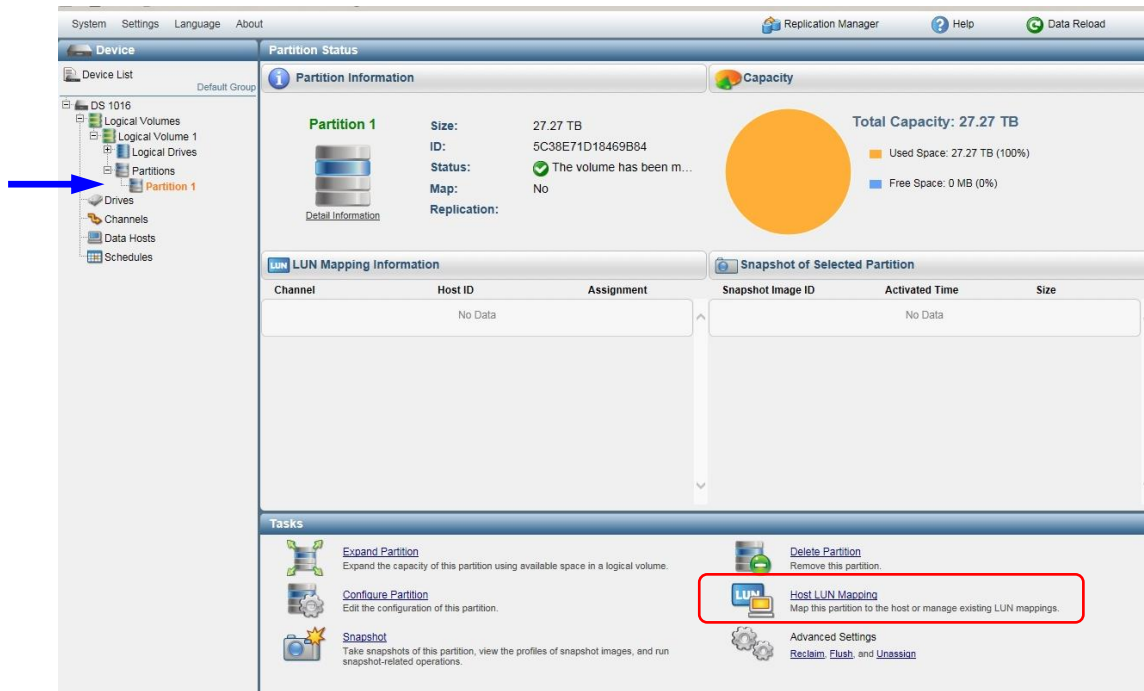 System Settings Language About
Replication Manager Help Data Reload
Device
Device List
Default Group
DS 1016
Logical Volumes
Logical Volume 1
Logical Drives
Partitions
Partition 1
Drives
Channels
Data Hosts
Schedules
Partition Status
Partition Information
Partition 1
Detail Information
Size: 27.27 TB
ID: 5C38E71D18469B84
Status: The volume has been m...
Map: No
Replication:
Capacity
Total Capacity: 27.27 TB
Used Space: 27.27 TB (100%)
Free Space: 0 MB (0%)
LUN LUN Mapping Information
Channel Host ID Assignment
No Data
Snapshot of Selected Partition
Snapshot Image ID Activated Time Size
No Data
Tasks
Expand Partition
Expand the capacity of this partition using available space in a logical volume.
Configure Partition
Edit the configuration of this partition.
Snapshot
Take snapshots of this partition, view the profiles of snapshot images, and run
snapshot-related operations.
Delete Partition
Remove this partition.
LUN
Host LUN Mapping
Map this partition to the host or manage existing LUN mappings.
Advanced Settings
Reclaim, Flush, and Unassign